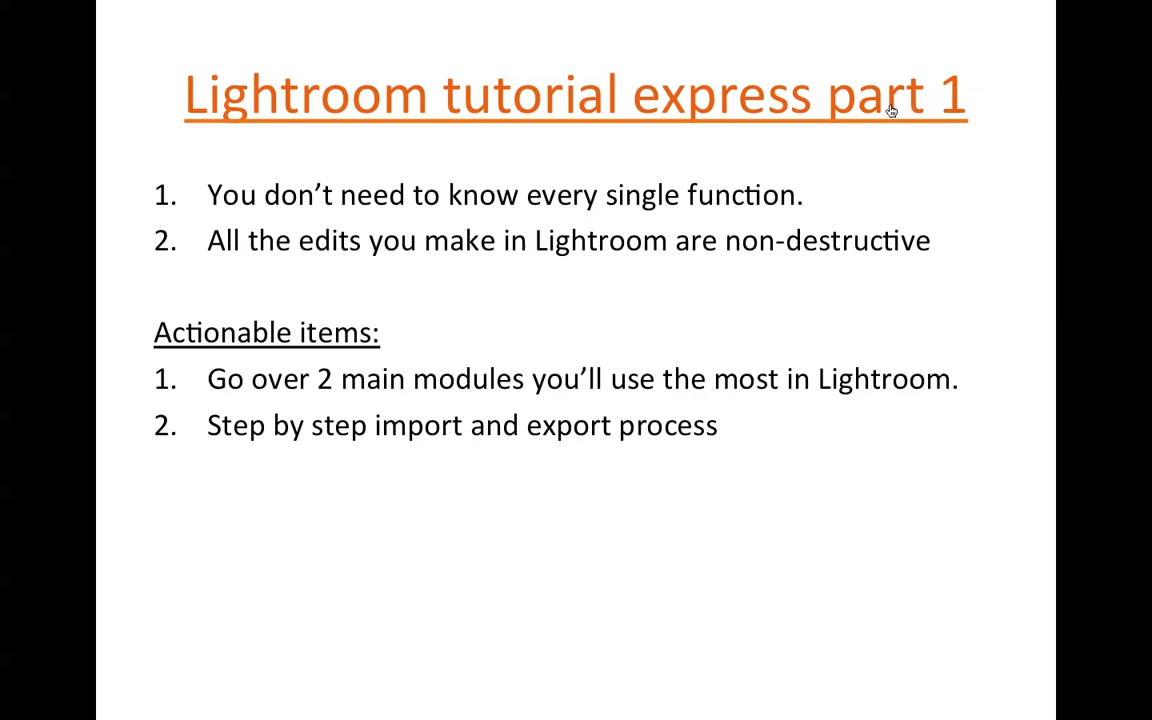 Lightroom tutorial express part 1
1. You don’t need to know every single function.
2. All the edits you make in Lightroom are non-destructive
Actionable items:
1. Go over 2 main modules you’ll use the most in Lightroom.
2. Step by step import and export process